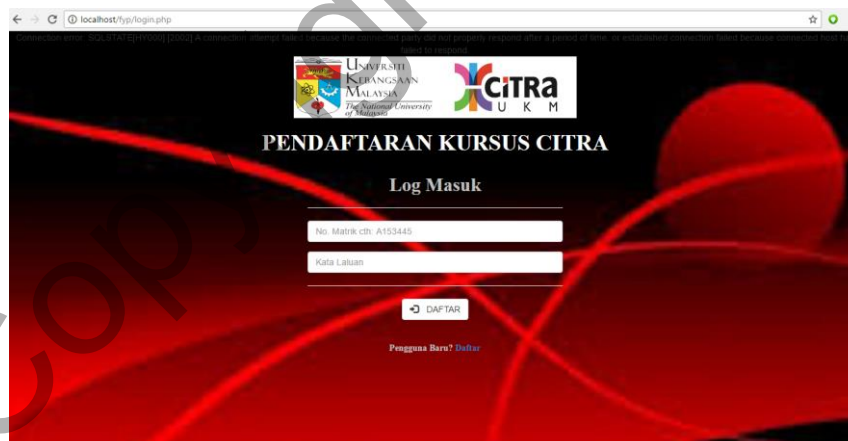 localhost/fyp/login.php
Connection error: SQLSTATE[HY000] [2002] A connection attempt failed because the connected party did not properly respond after a period of time, or established connection failed because connected host has
failed to respond.
UNIVERSITI
KEBANGSAAN
MALAYSIA
The National University
of Malaysia
CiTRa
U K M
PENDAFTARAN KURSUS CITRA
Log Masuk
No. Matrik cth: A153445
Kata Laluan
DAFTAR
Pengguna Baru? Daftar
Copyright